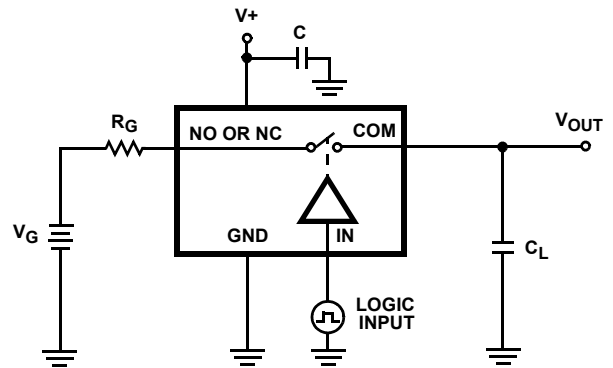 V+
C
RG
NO OR NC
COM
VOUT
VG
GND
IN
CL
LOGIC
INPUT